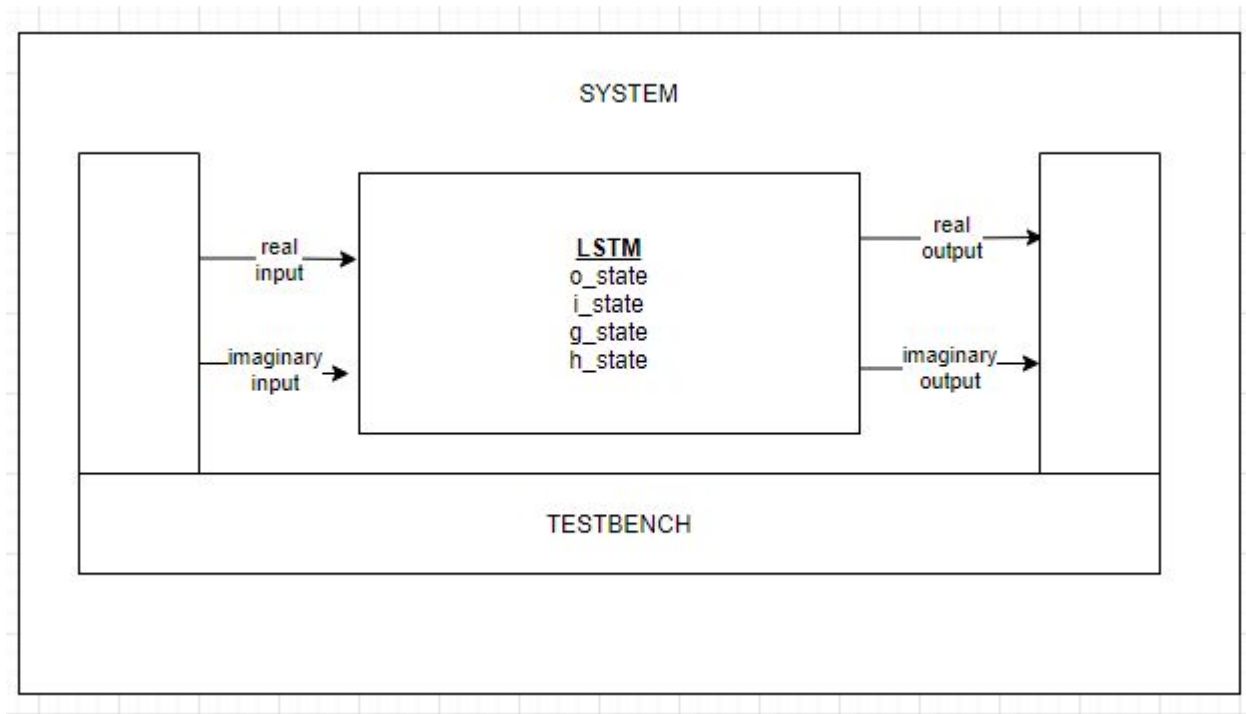 SYSTEM
real
input
imaginary
input
LSTM
o_state
i_state
g_state
h_state
real
output
imaginary
output
TESTBENCH